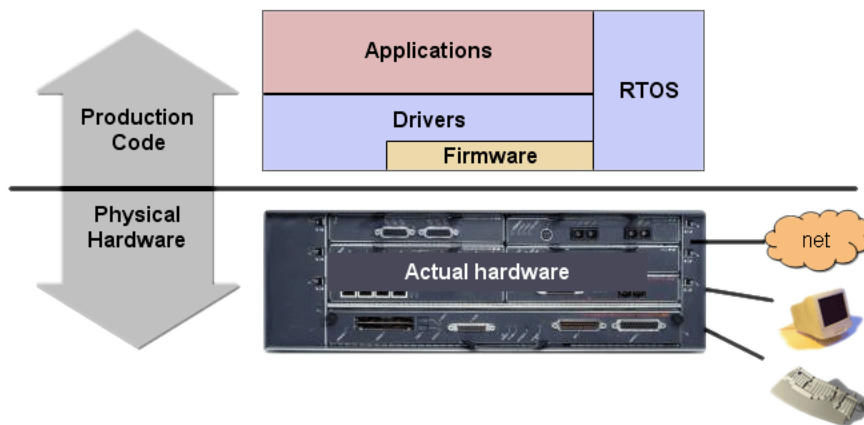 Applications
RTOS
Production
Code
Drivers
Firmware
Physical
Hardware
Actual hardware
net